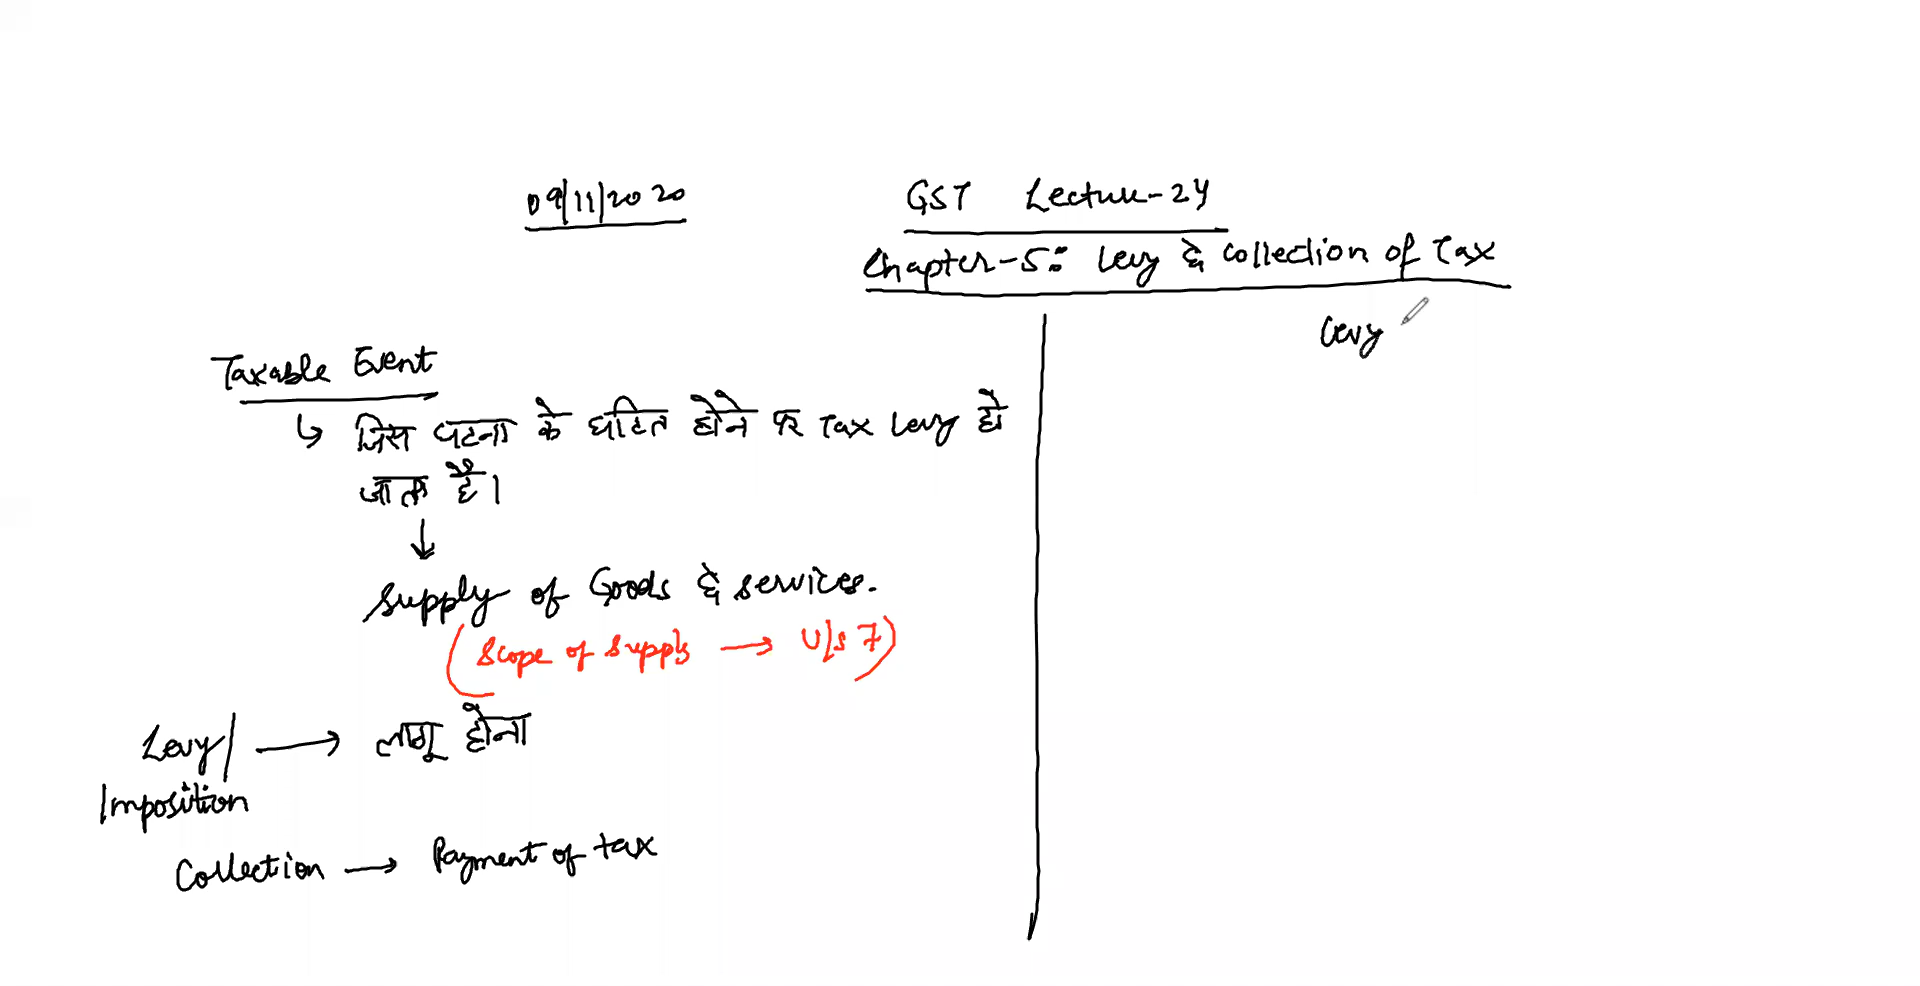 09/11/2020
GST Lecture-24
Chapter-5: Levy & collection of Tax
Taxable Event
↳ जिस घटना के घटित होने पर Tax Levy हो
जाता है।
↓
Supply of Goods & services.
(Scope of supply → U/s 7)
Levy/ → लागू होना
Imposition
Collection → Payment of tax
Levy